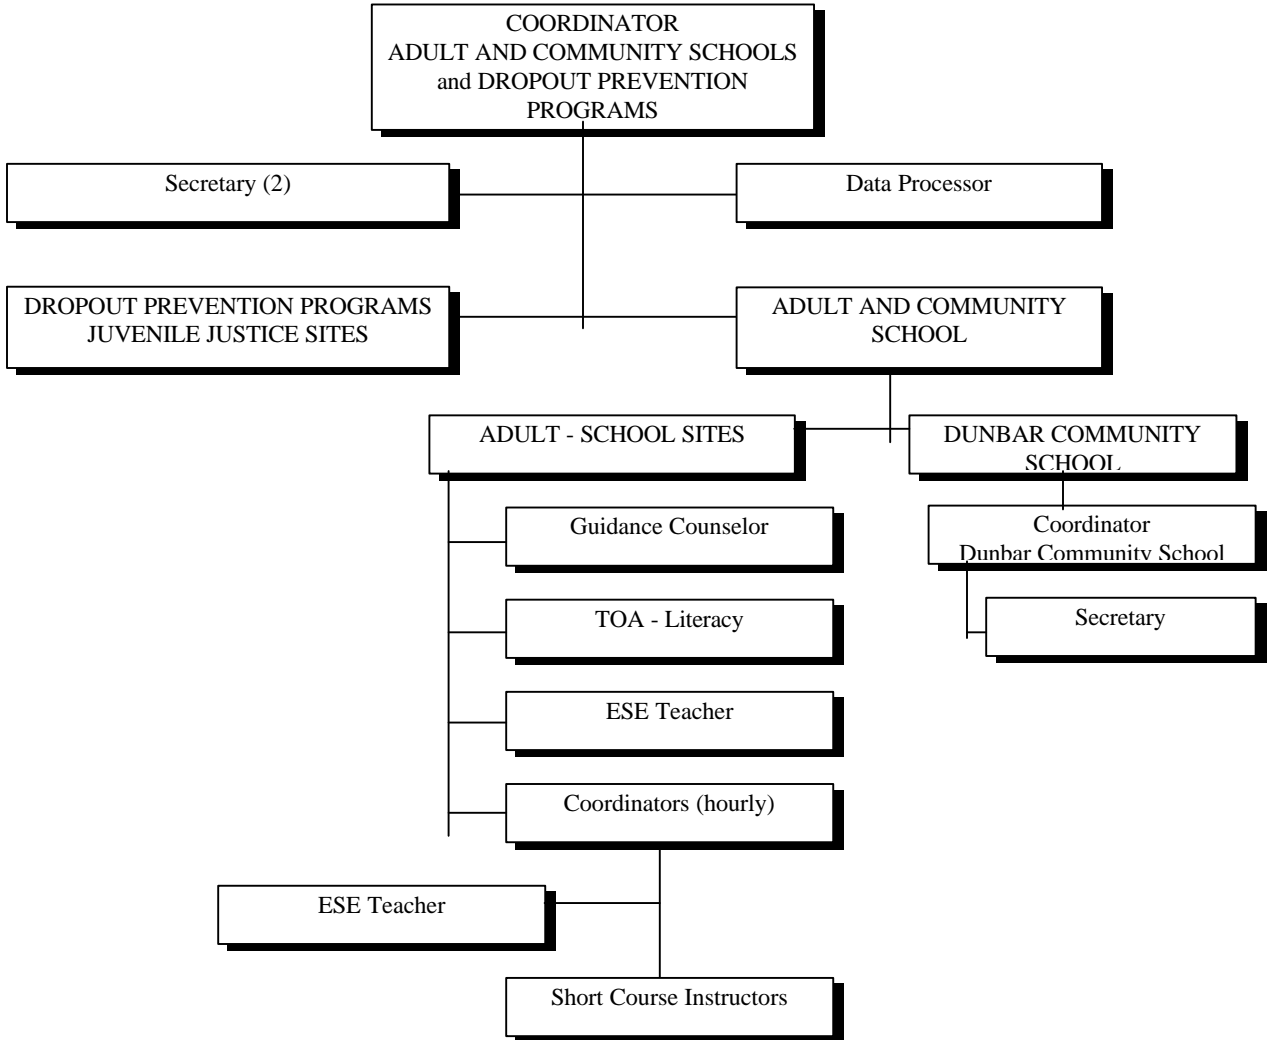 COORDINATOR
ADULT AND COMMUNITY SCHOOLS
and DROPOUT PREVENTION
PROGRAMS
Secretary (2)
Data Processor
DROPOUT PREVENTION PROGRAMS
JUVENILE JUSTICE SITES
ADULT AND COMMUNITY
SCHOOL
ADULT - SCHOOL SITES
DUNBAR COMMUNITY
SCHOOL
Guidance Counselor
Coordinator
Dunbar Community School
TOA - Literacy
Secretary
ESE Teacher
Coordinators (hourly)
ESE Teacher
Short Course Instructors